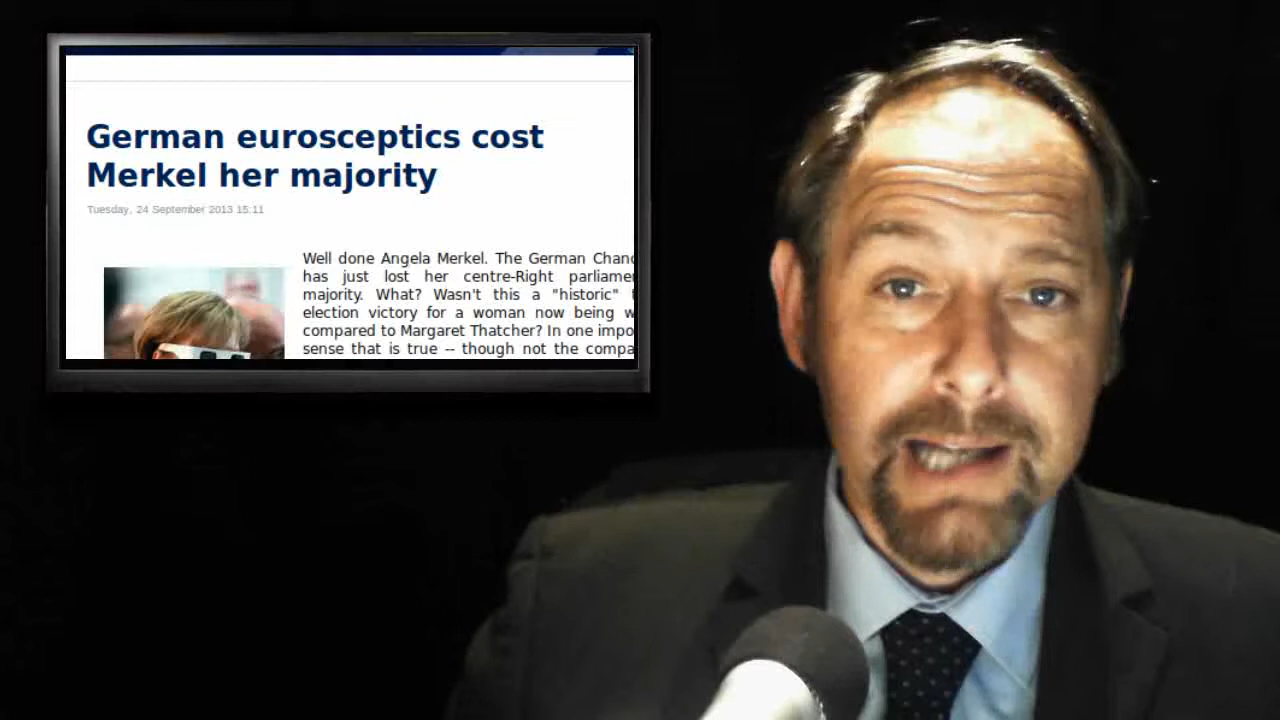 German eurosceptics cost
Merkel her majority
Tuesday, 24 September 2013 15:11
Well done Angela Merkel. The German
has just lost her centre-Right
majority. What? Wasn't this a "historic"
election victory for a woman now being
compared to Margaret Thatcher? In one
sense that is true -- though not the